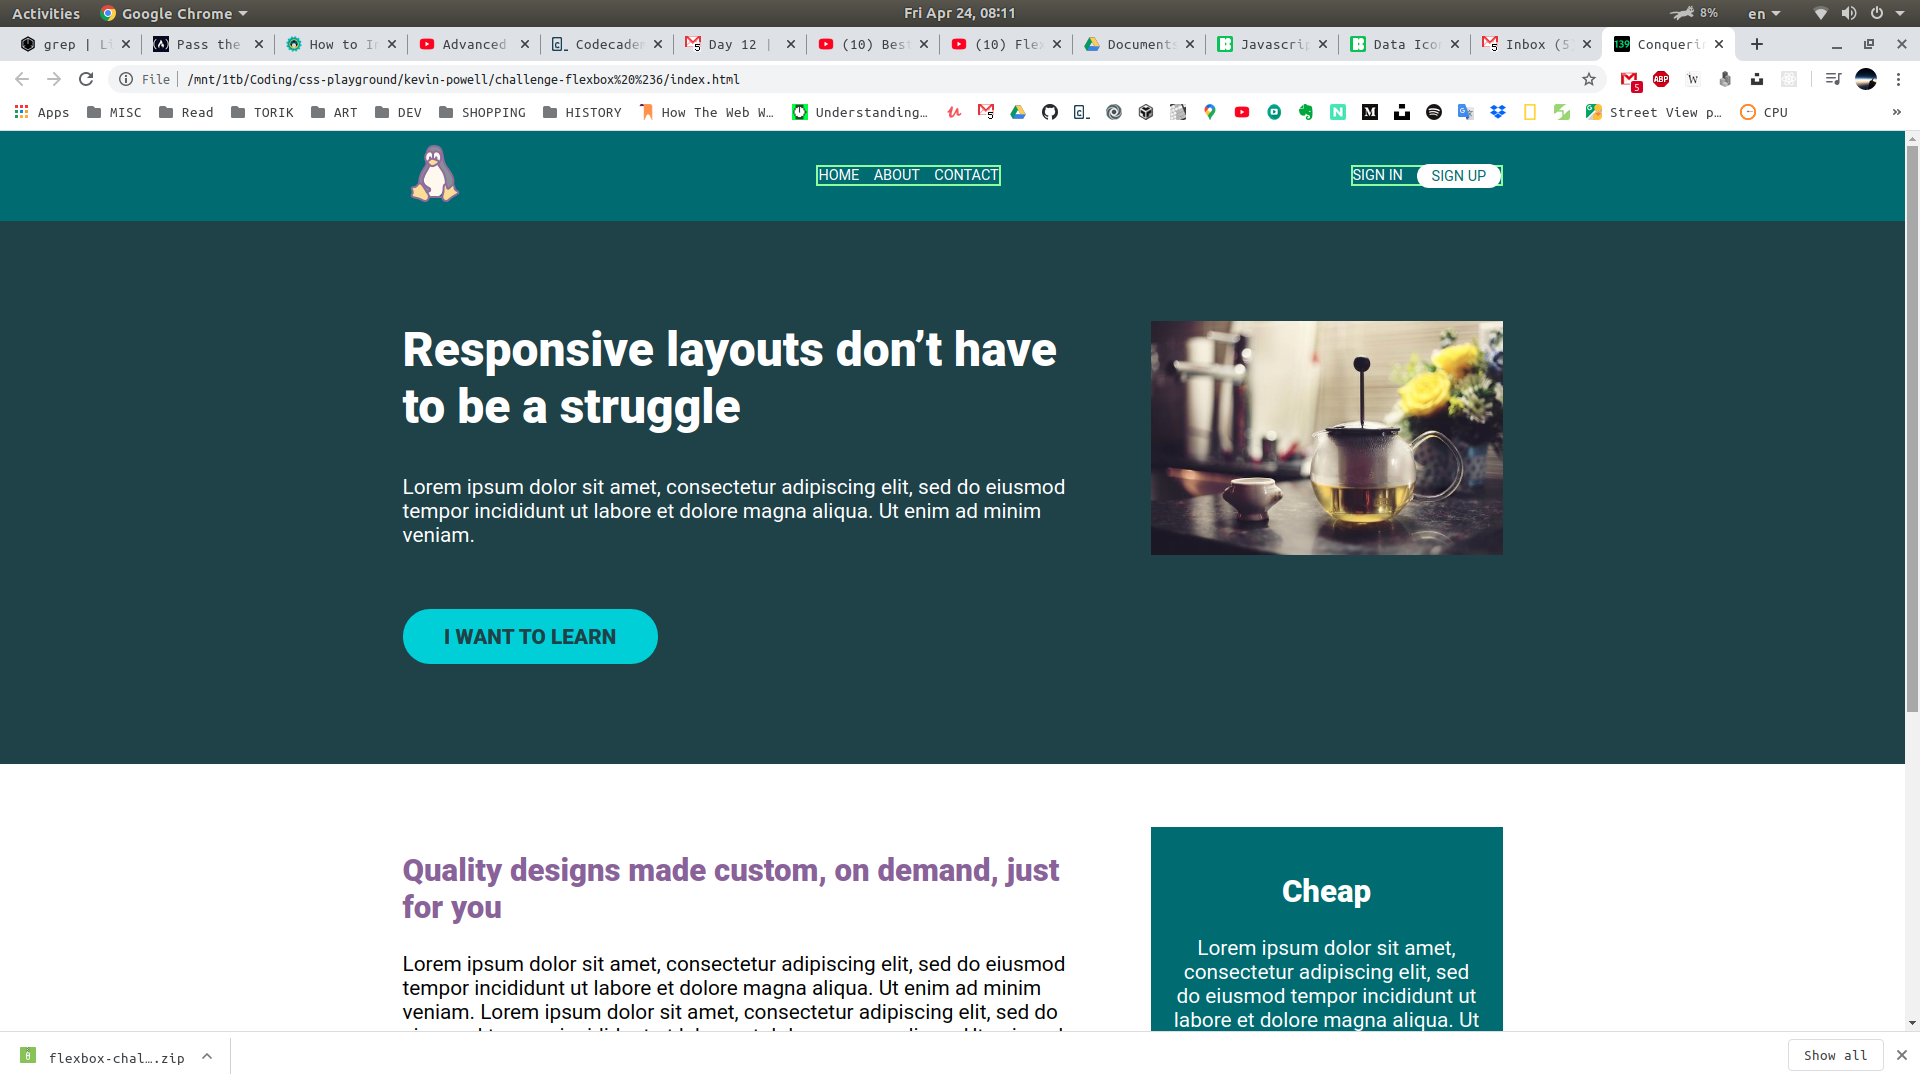 Activities Google Chrome Fri Apr 24, 08:11 8% en
grep | Pass the How to Advanced Codecade Day 12 | (10) Bes (10) Fle Documents Javascri Data Ico Inbox (5 Conquerin
File /mnt/1tb/Coding/css-playground/kevin-powell/challenge-flexbox%20%236/index.html 5 ABP W
Apps MISC Read TORIK ART DEV SHOPPING HISTORY How The Web W… Understanding… Street View p… CPU »
HOME ABOUT CONTACT SIGN IN SIGN UP
Responsive layouts don’t have
to be a struggle
Lorem ipsum dolor sit amet, consectetur adipiscing elit, sed do eiusmod
tempor incididunt ut labore et dolore magna aliqua. Ut enim ad minim
veniam.
I WANT TO LEARN
Quality designs made custom, on demand, just
for you
Lorem ipsum dolor sit amet, consectetur adipiscing elit, sed do eiusmod
tempor incididunt ut labore et dolore magna aliqua. Ut enim ad minim
veniam. Lorem ipsum dolor sit amet, consectetur adipiscing elit, sed do
Cheap
Lorem ipsum dolor sit amet,
consectetur adipiscing elit, sed
do eiusmod tempor incididunt ut
labore et dolore magna aliqua. Ut
flexbox-chal….zip Show all